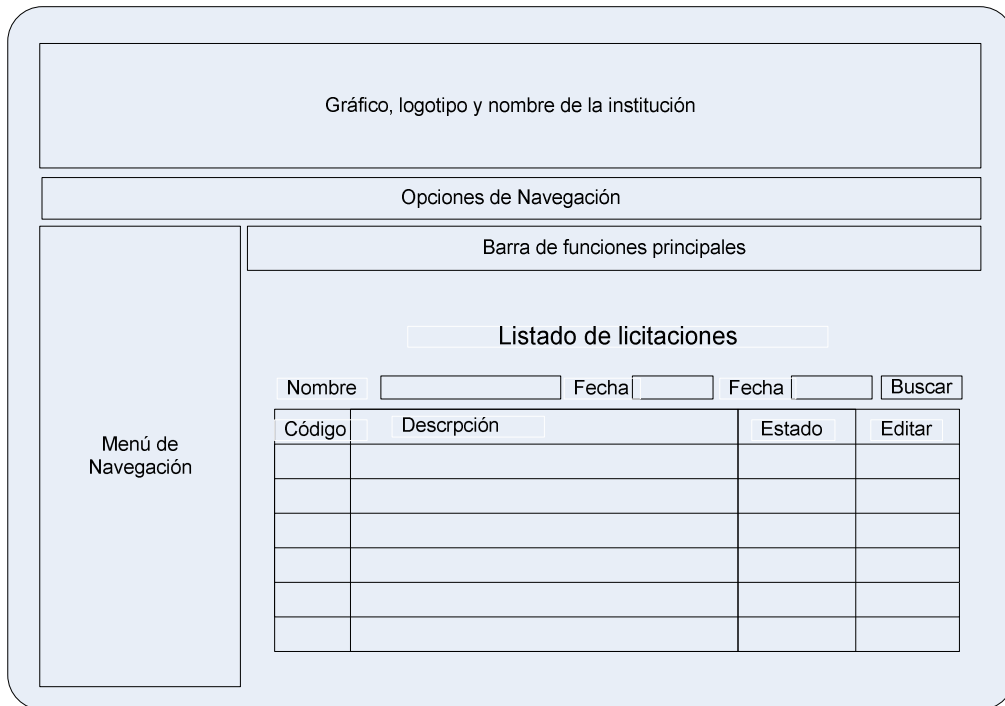 Gráfico, logotipo y nombre de la institución
Opciones de Navegación
Barra de funciones principales
Menú de
Navegación
Listado de licitaciones
Nombre Fecha Fecha Buscar
Código Descrpción Estado Editar